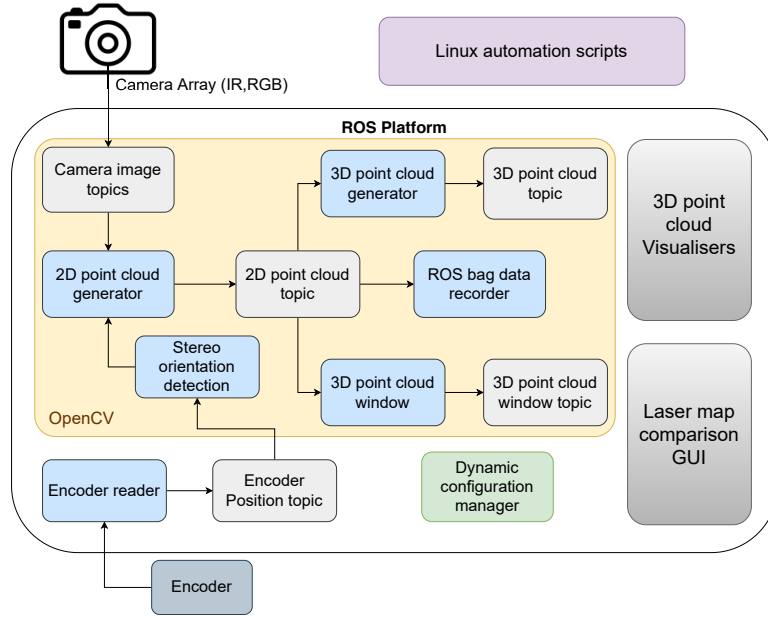 Linux automation scripts
Camera Array (IR,RGB)
ROS Platform
Camera image
topics
3D point cloud
generator
3D point cloud
topic
3D point
cloud
Visualisers
2D point cloud
generator
2D point cloud
topic
ROS bag data
recorder
Stereo
orientation
detection
3D point cloud
window
3D point cloud
window topic
OpenCV
Laser map
comparison
GUI
Encoder reader
Encoder
Position topic
Dynamic
configuration
manager
Encoder